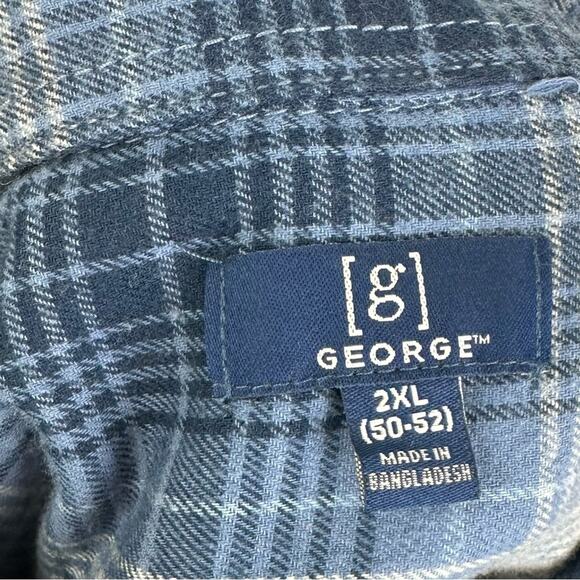 [g]
GEORGE™
2XL
(50-52)
MADE IN
BANGLADESH